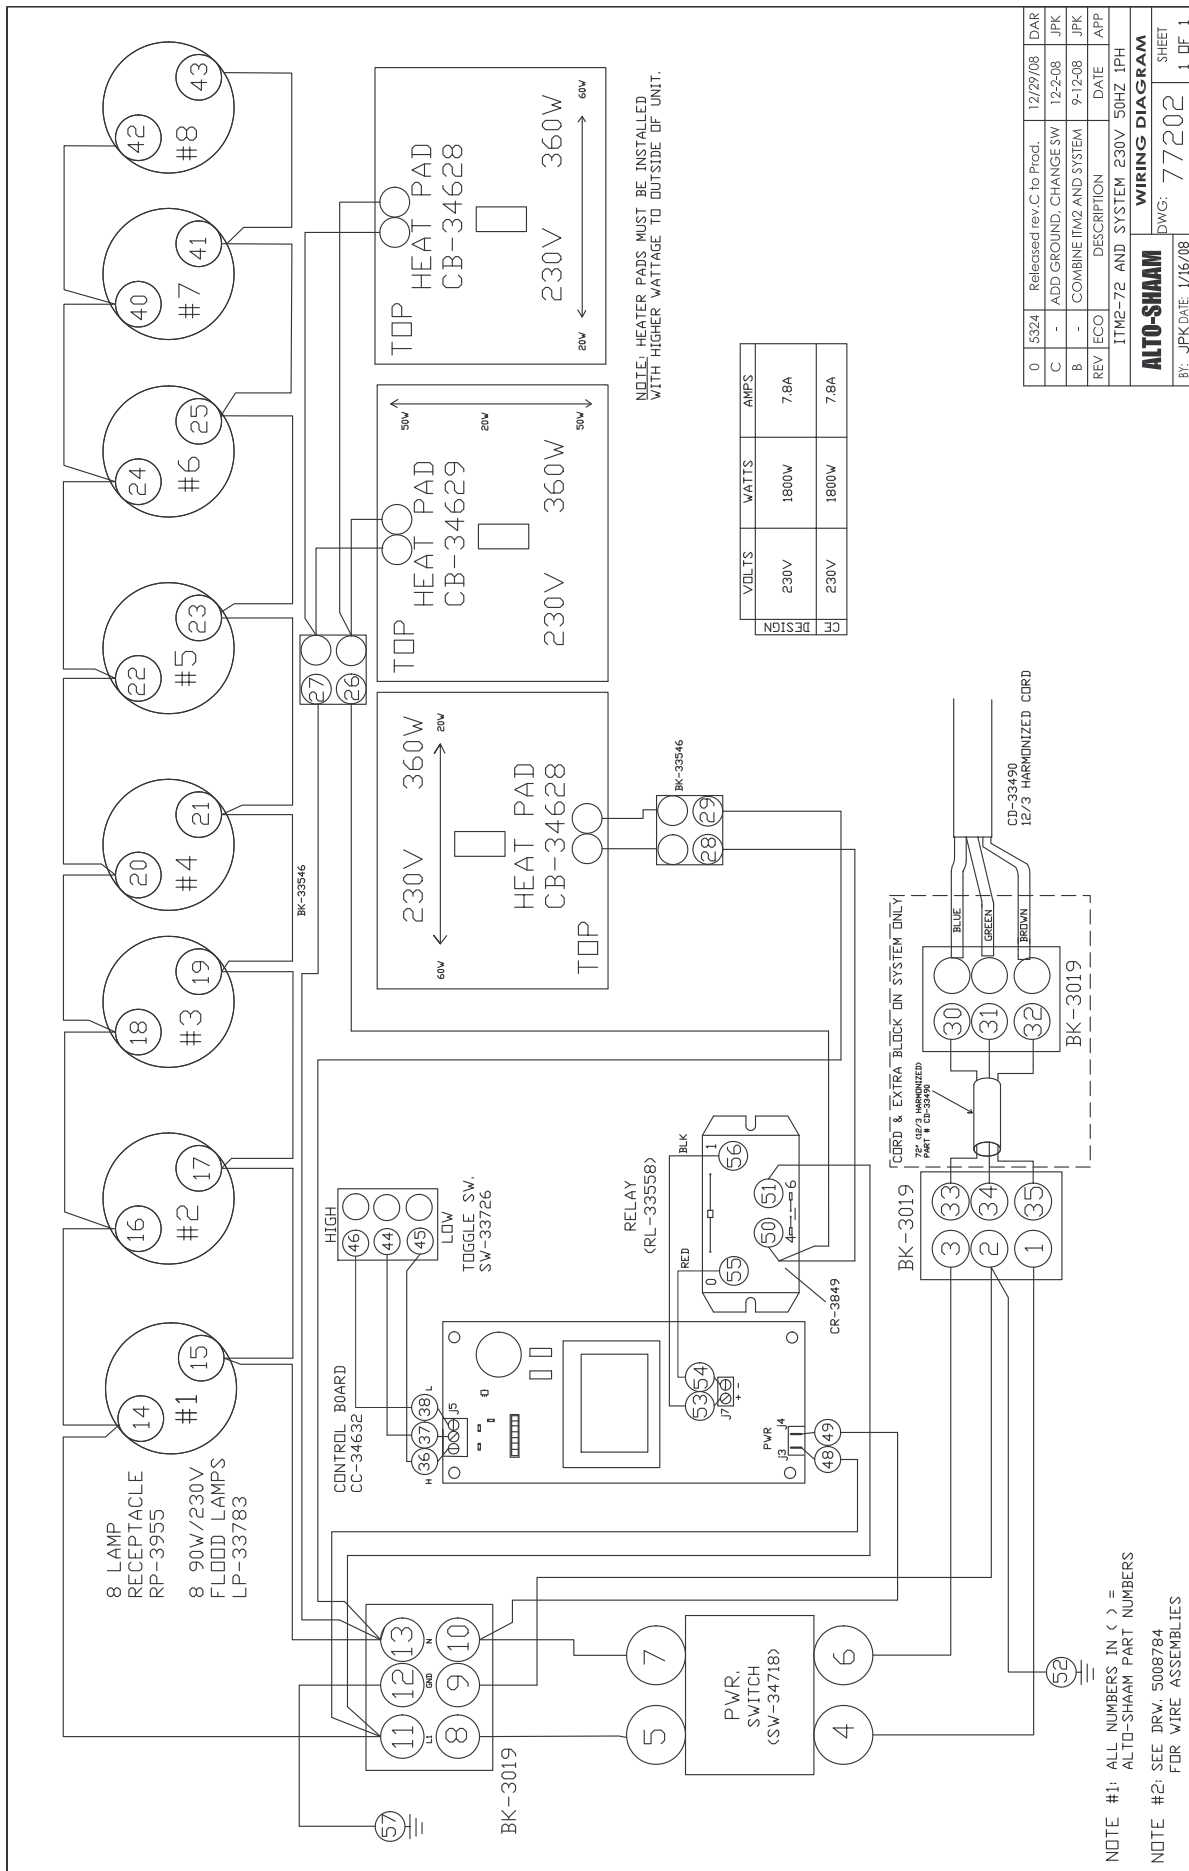 8 LAMP
RECEPTACLE
RP-3955
8 90W/230V
FLOOD LAMPS
LP-33783
14
15
#1
16
17
#2
18
19
#3
20
21
#4
22
23
#5
24
25
#6
40
41
#7
42
43
#8
BK-33546
27
26
TOP
HEAT PAD
CB-34628
230V 360W
60W 20W
TOP
HEAT PAD
CB-34629
230V 360W
50W 20W 50W
TOP
HEAT PAD
CB-34628
230V 360W
20W 60W
BK-33546
28 29
NOTE: HEATER PADS MUST BE INSTALLED
WITH HIGHER WATTAGE TO OUTSIDE OF UNIT.
HIGH
46
44
45
LOW
TOGGLE SW.
SW-33726
CONTROL BOARD
CC-34632
H 36 37 38 L
J5
53 54
J7 + -
PWR
J3 J4
48 49
RELAY
(RL-33558)
RED BLK
0 1
55 56
50 51
4 6
CR-3849
11 12 13
L1 GND N
8 9 10
BK-3019
57
5 7
PWR.
SWITCH
(SW-34718)
4 6
52
BK-3019
3 33
2 34
1 35
CORD & EXTRA BLOCK ON SYSTEM ONLY
72" (12/3 HARMONIZED)
PART # CD-33490
30
31
32
BK-3019
BLUE
GREEN
BROWN
CD-33490
12/3 HARMONIZED CORD
VOLTS WATTS AMPS
DESIGN 230V 1800W 7.8A
CE 230V 1800W 7.8A
NOTE #1: ALL NUMBERS IN ( ) =
ALTO-SHAAM PART NUMBERS
NOTE #2: SEE DRW. 5008784
FOR WIRE ASSEMBLIES
0 5324 Released rev.C to Prod. 12/29/08 DAR
C - ADD GROUND, CHANGE SW 12-2-08 JPK
B - COMBINE ITM2 AND SYSTEM 9-12-08 JPK
REV ECO DESCRIPTION DATE APP
ITM2-72 AND SYSTEM 230V 50HZ 1PH
ALTO-SHAAM
WIRING DIAGRAM
BY: JPK DATE: 1/16/08
DWG: 77202
SHEET
1 OF 1